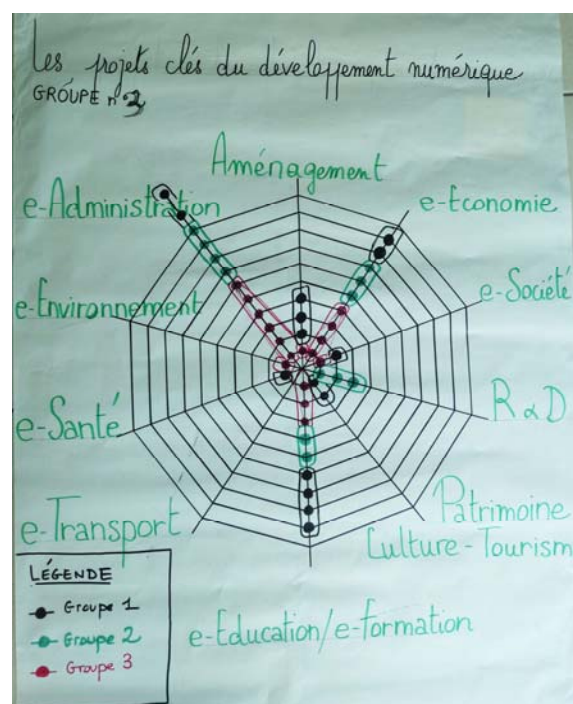 Les projets clés du développement numérique
GROUPE n° 3
Aménagement
e-Administration
e-Economie
e-Environnement
e-Société
e-Santé
R & D
e-Transport
Patrimoine
Culture - Tourism
e-Education/e-formation
LÉGENDE
Groupe 1
Groupe 2
Groupe 3